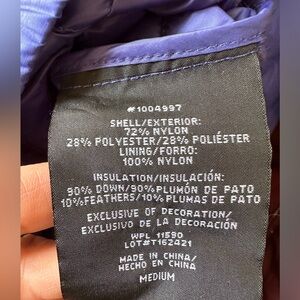 #1004997
SHELL/EXTERIOR:
72% NYLON
28% POLYESTER/28% POLIÉSTER
LINING/FORRO:
100% NYLON
INSULATION/INSULACIÓN:
90% DOWN/90%PLUMÓN DE PATO
10%FEATHERS/10% PLUMAS DE PATO
EXCLUSIVE OF DECORATION/
EXCLUSIVO DE LA DECORACIÓN
WPL 11590
LOT#T162421
MADE IN CHINA/
HECHO EN CHINA
MEDIUM